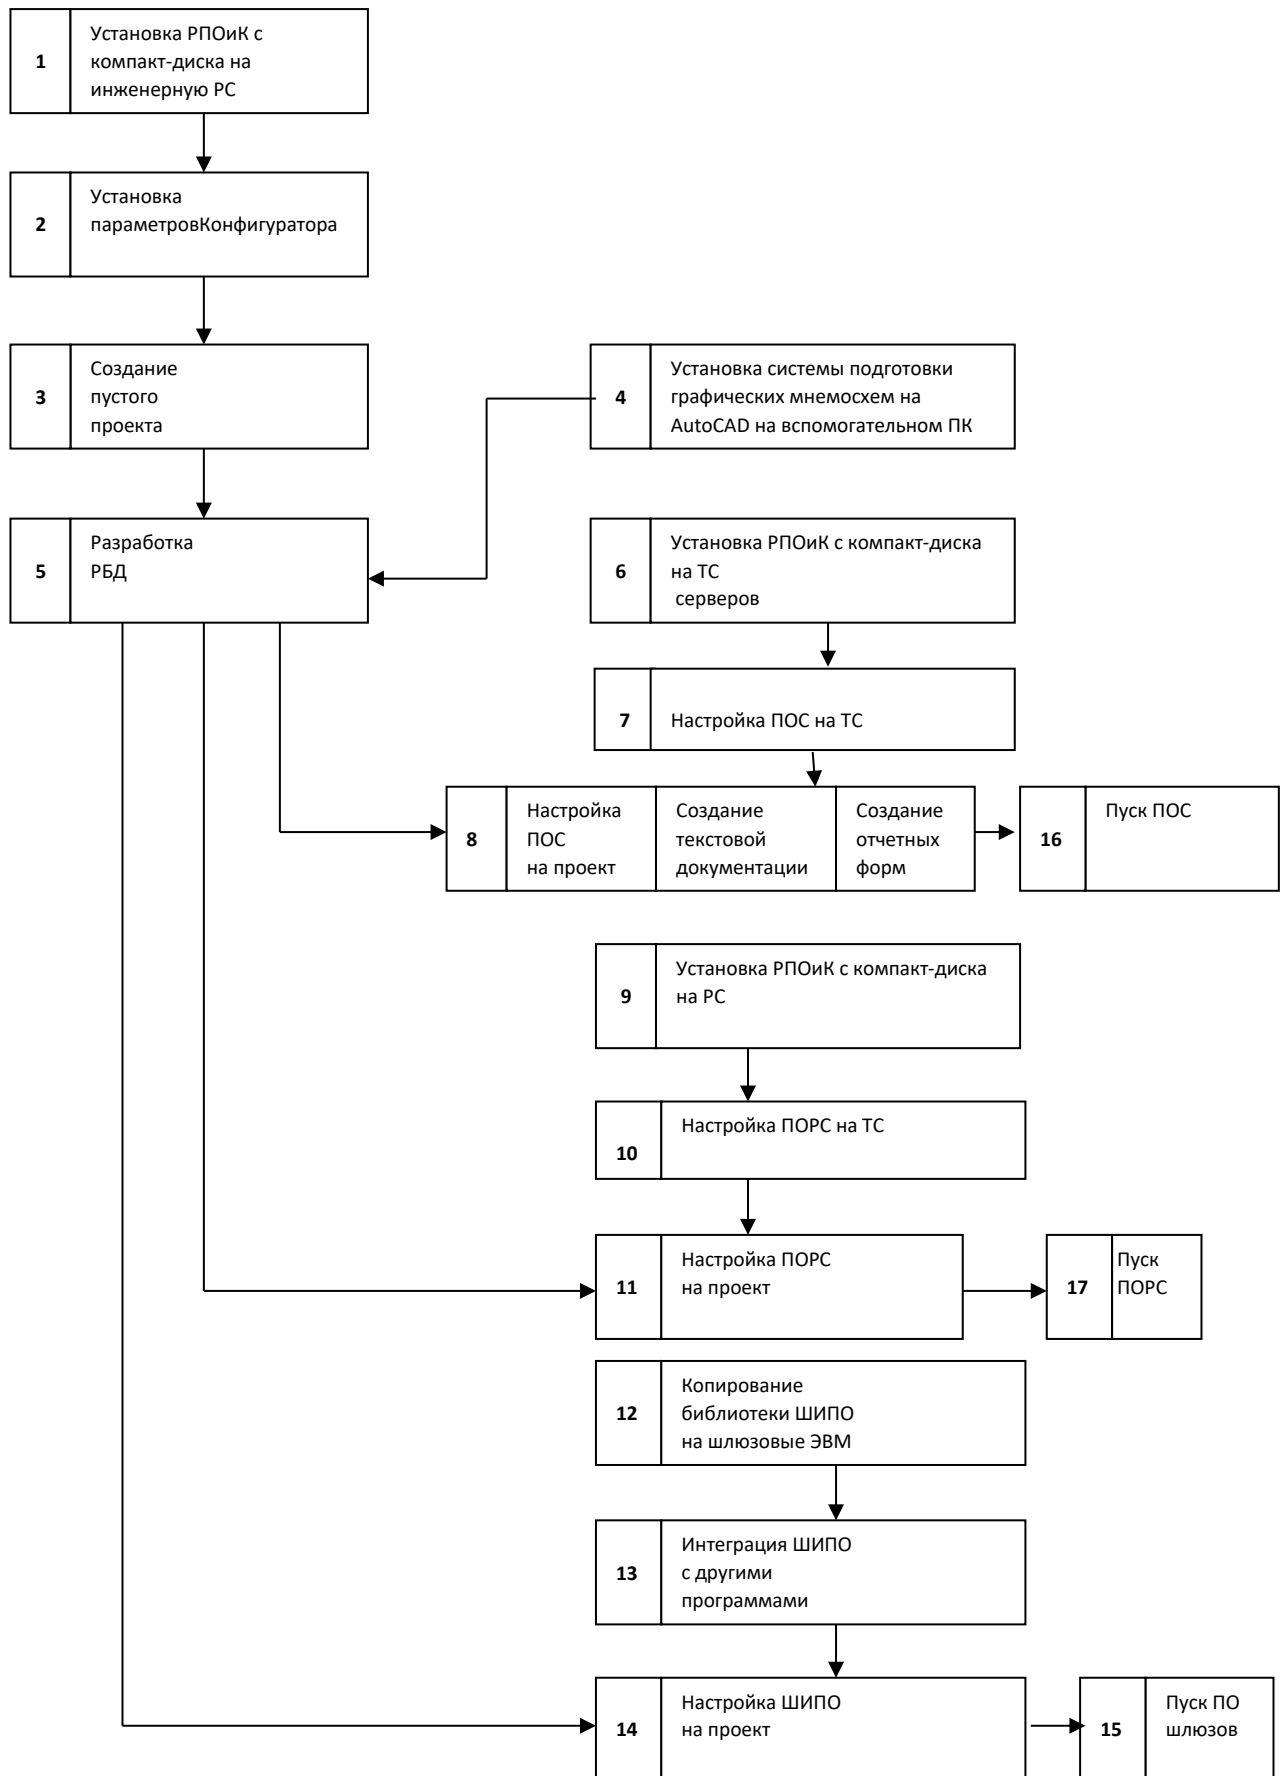 1
Установка РПОиК с
компакт-диска на
инженерную РС
2
Установка
параметровКонфигуратора
3
Создание
пустого
проекта
4
Установка системы подготовки
графических мнемосхем на
AutoCAD на вспомогательном ПК
5
Разработка
РБД
6
Установка РПОиК с компакт-диска
на ТС
серверов
7
Настройка ПОС на ТС
8
Настройка
ПОС
на проект
Создание
текстовой
документации
Создание
отчетных
форм
16
Пуск ПОС
9
Установка РПОиК с компакт-диска
на РС
10
Настройка ПОРС на ТС
11
Настройка ПОРС
на проект
17
Пуск
ПОРС
12
Копирование
библиотеки ШИПО
на шлюзовые ЭВМ
13
Интеграция ШИПО
с другими
программами
14
Настройка ШИПО
на проект
15
Пуск ПО
шлюзов